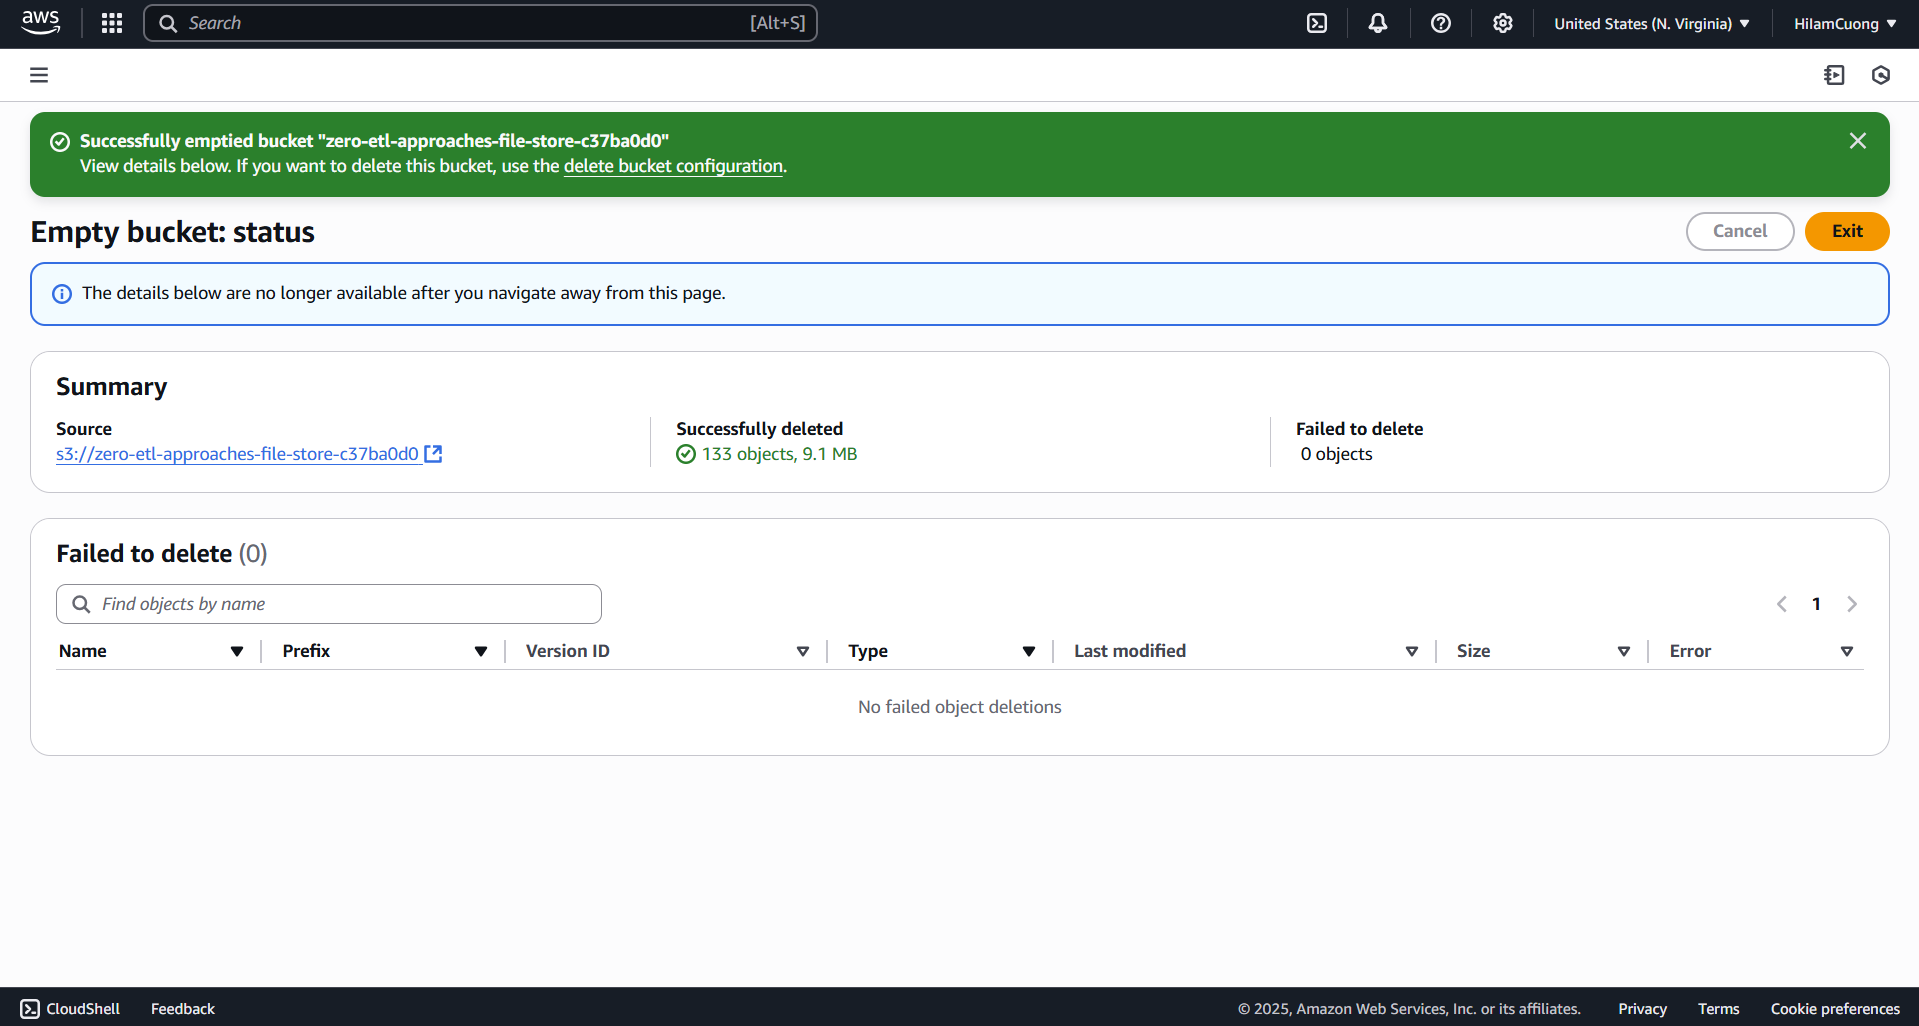 aws
Search
[Alt+S]
United States (N. Virginia)
HilamCuong
Successfully emptied bucket "zero-etl-approaches-file-store-c37ba0d0"
View details below. If you want to delete this bucket, use the delete bucket configuration.
Empty bucket: status
Cancel
Exit
The details below are no longer available after you navigate away from this page.
Summary
Source
s3://zero-etl-approaches-file-store-c37ba0d0
Successfully deleted
133 objects, 9.1 MB
Failed to delete
0 objects
Failed to delete (0)
Find objects by name
1
Name
Prefix
Version ID
Type
Last modified
Size
Error
No failed object deletions
CloudShell
Feedback
© 2025, Amazon Web Services, Inc. or its affiliates.
Privacy
Terms
Cookie preferences